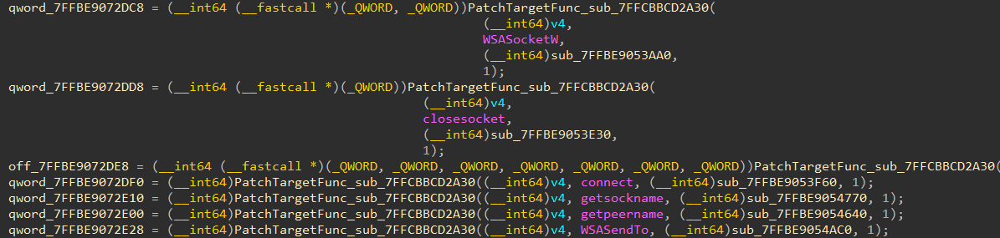 qword_7FFBE9072DC8 = (__int64 (__fastcall *)(_QWORD, _QWORD))PatchTargetFunc_sub_7FFCBBCD2A30(
(__int64)v4,
WSASocketW,
(__int64)sub_7FFBE9053AA0,
1);
qword_7FFBE9072DD8 = (__int64 (__fastcall *)(_QWORD))PatchTargetFunc_sub_7FFCBBCD2A30(
(__int64)v4,
closesocket,
(__int64)sub_7FFBE9053E30,
1);
off_7FFBE9072DE8 = (__int64 (__fastcall *)(_QWORD, _QWORD, _QWORD, _QWORD, _QWORD, _QWORD, _QWORD))PatchTargetFunc_sub_7FFCBBCD2A30(
qword_7FFBE9072DF0 = (__int64)PatchTargetFunc_sub_7FFCBBCD2A30((__int64)v4, connect, (__int64)sub_7FFBE9053F60, 1);
qword_7FFBE9072E10 = (__int64)PatchTargetFunc_sub_7FFCBBCD2A30((__int64)v4, getsockname, (__int64)sub_7FFBE9054770, 1);
qword_7FFBE9072E00 = (__int64)PatchTargetFunc_sub_7FFCBBCD2A30((__int64)v4, getpeername, (__int64)sub_7FFBE9054640, 1);
qword_7FFBE9072E28 = (__int64)PatchTargetFunc_sub_7FFCBBCD2A30((__int64)v4, WSASendTo, (__int64)sub_7FFBE9054AC0, 1);